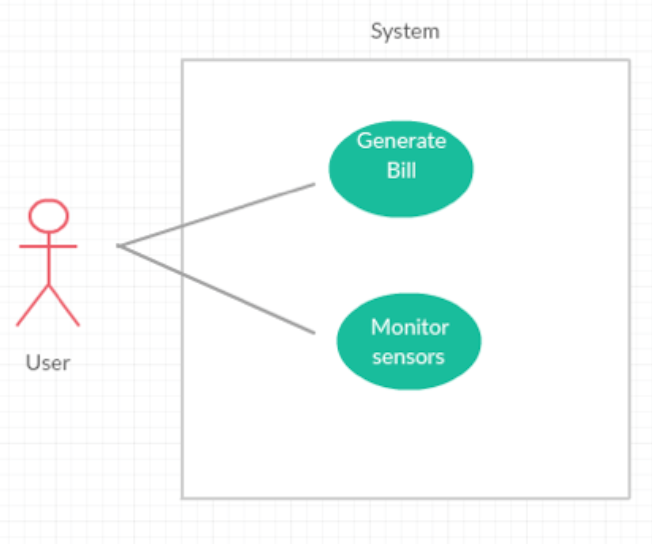 System
Generate
Bill
Monitor
sensors
User